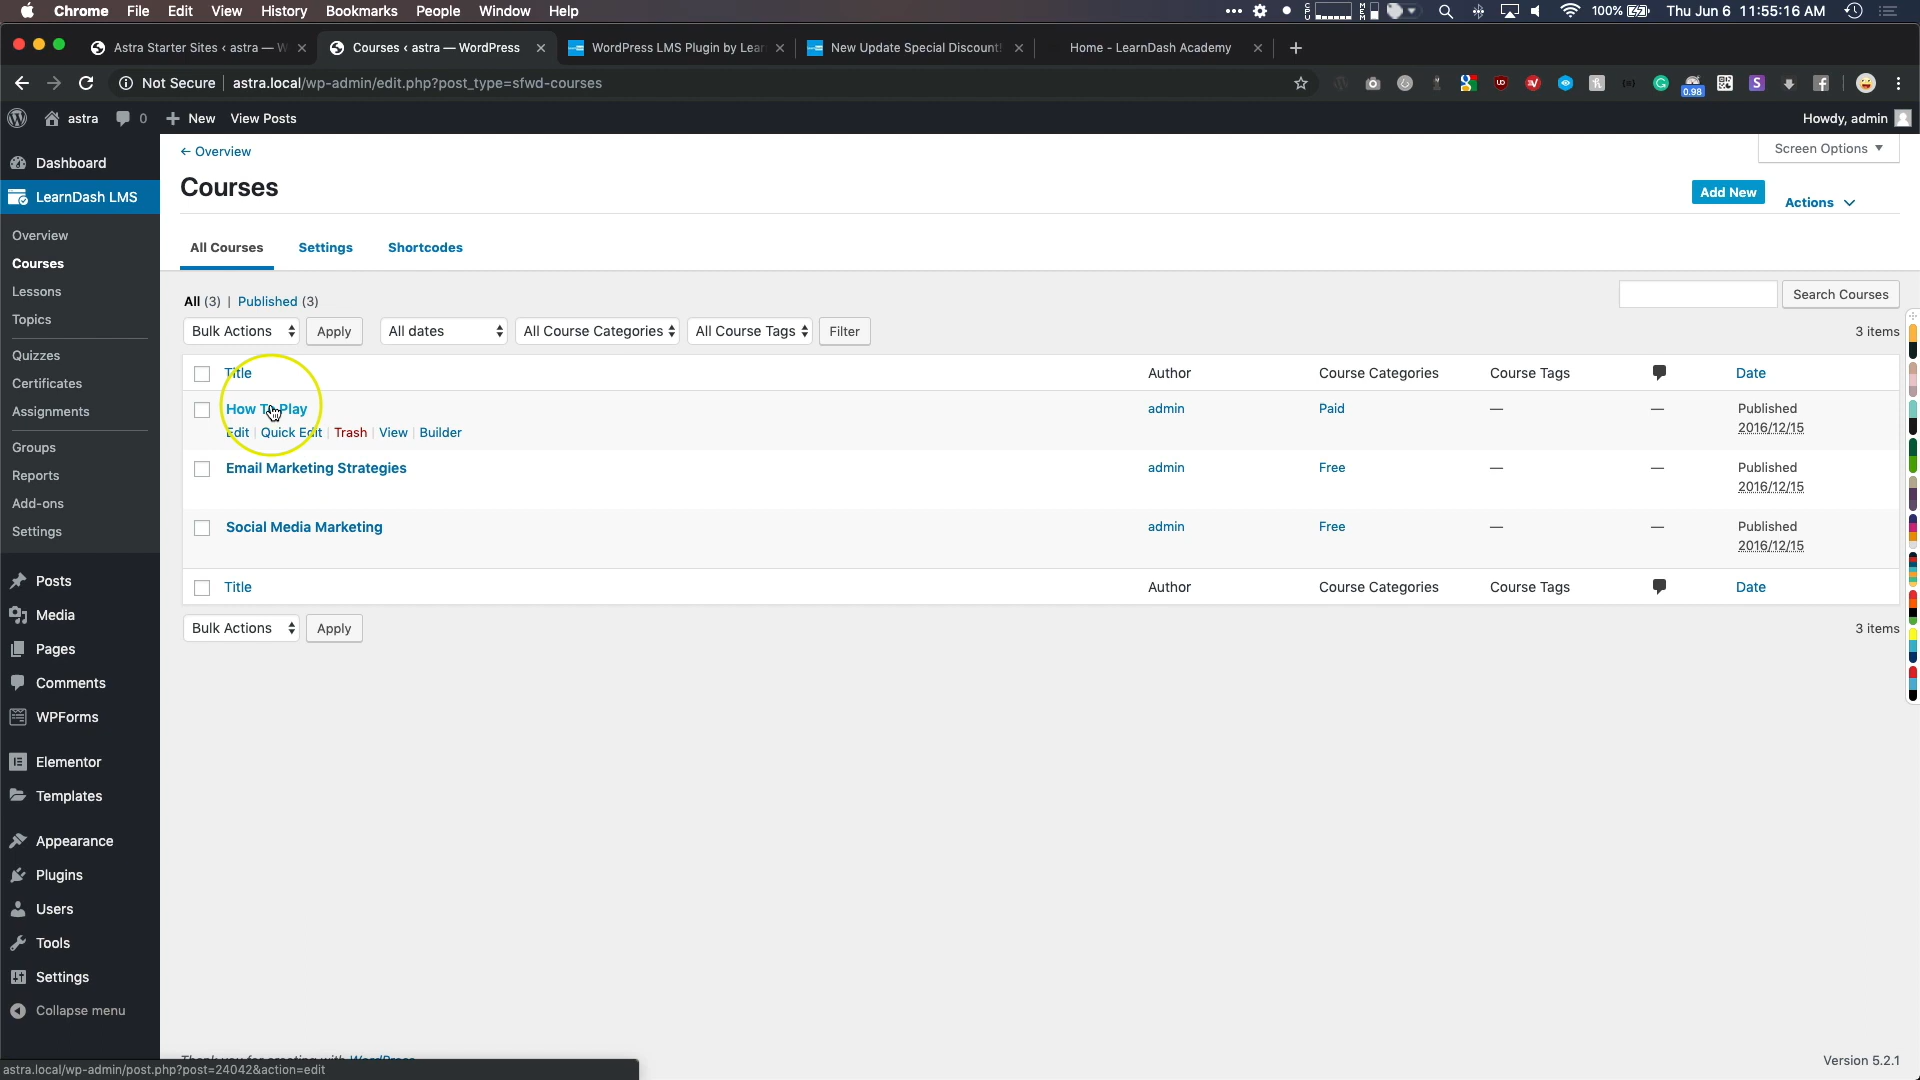 Chrome File Edit View History Bookmarks People Window Help 100% Thu Jun 6 11:55:16 AM
Astra Starter Sites ‹ astra — W Courses ‹ astra — WordPress WordPress LMS Plugin by Lear New Update Special Discount! Home - LearnDash Academy
Not Secure astra.local/wp-admin/edit.php?post_type=sfwd-courses
0.98
astra 0 New View Posts Howdy, admin
Dashboard
LearnDash LMS
Overview
Courses
Lessons
Topics
Quizzes
Certificates
Assignments
Groups
Reports
Add-ons
Settings
Posts
Media
Pages
Comments
WPForms
Elementor
Templates
Appearance
Plugins
Users
Tools
Settings
Collapse menu
← Overview
Screen Options
Courses
Add New Actions
All Courses Settings Shortcodes
All (3) | Published (3)
Search Courses
Bulk Actions Apply All dates All Course Categories All Course Tags Filter 3 items
Title Author Course Categories Course Tags Date
How To Play admin Paid — — Published
2016/12/15
Edit | Quick Edit | Trash | View | Builder
Email Marketing Strategies admin Free — — Published
2016/12/15
Social Media Marketing admin Free — — Published
2016/12/15
Title Author Course Categories Course Tags Date
Bulk Actions Apply 3 items
Thank you for creating with WordPress.
Version 5.2.1
astra.local/wp-admin/post.php?post=24042&action=edit